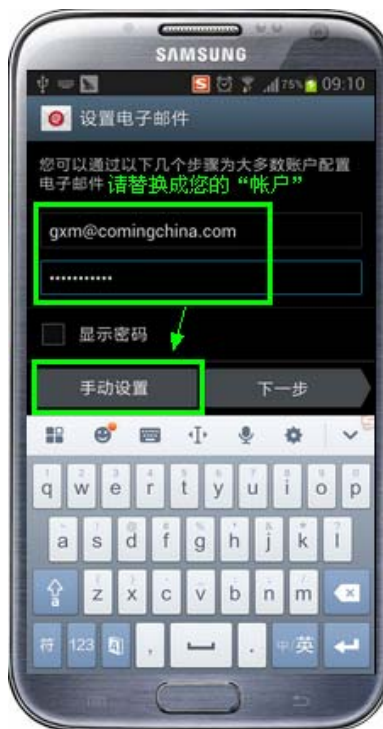 SAMSUNG
S
75% 09:10
设置电子邮件
您可以通过以下几个步骤为大多数账户配置
电子邮件 请替换成您的“帐户”
gxm@comingchina.com
•••••••••••
显示密码
手动设置 下一步
q w e r t y u i o p
a s d f g h j k l
a z x c v b n m
符 123 , . 中/英